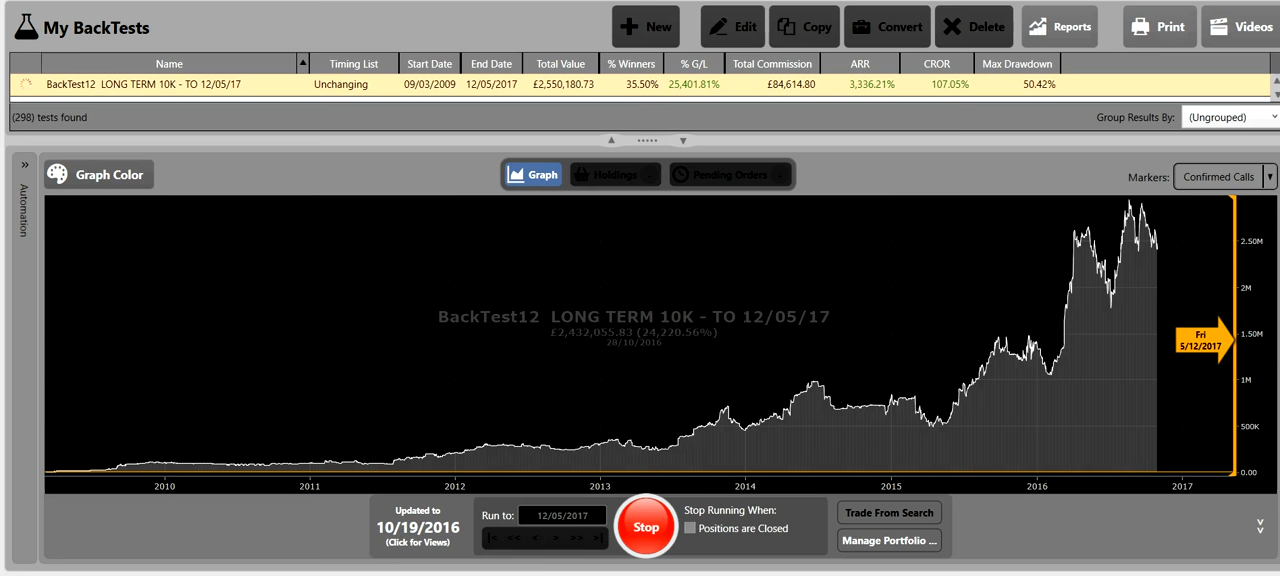 My BackTests
New Edit Copy Convert Delete Reports Print Videos
Name Timing List Start Date End Date Total Value % Winners % G/L Total Commission ARR CROR Max Drawdown
BackTest12 LONG TERM 10K - TO 12/05/17 Unchanging 09/03/2009 12/05/2017 £2,550,180.73 35.50% 25,401.81% £84,614.80 3,336.21% 107.05% 50.42%
(298) tests found Group Results By: (Ungrouped)
Automation
Graph Color Graph Holdings Pending Orders Markers: Confirmed Calls
2.50M
2M
BackTest12 LONG TERM 10K - TO 12/05/17
£2,432,055.83 (24,220.56%)
28/10/2016
1.50M
Fri
5/12/2017
1M
500K
0.00
2010 2011 2012 2013 2014 2015 2016 2017
Updated to
10/19/2016
(Click for Views)
Run to: 12/05/2017
|< << < > >> >|
Stop
Stop Running When:
Positions are Closed
Trade From Search
Manage Portfolio ...